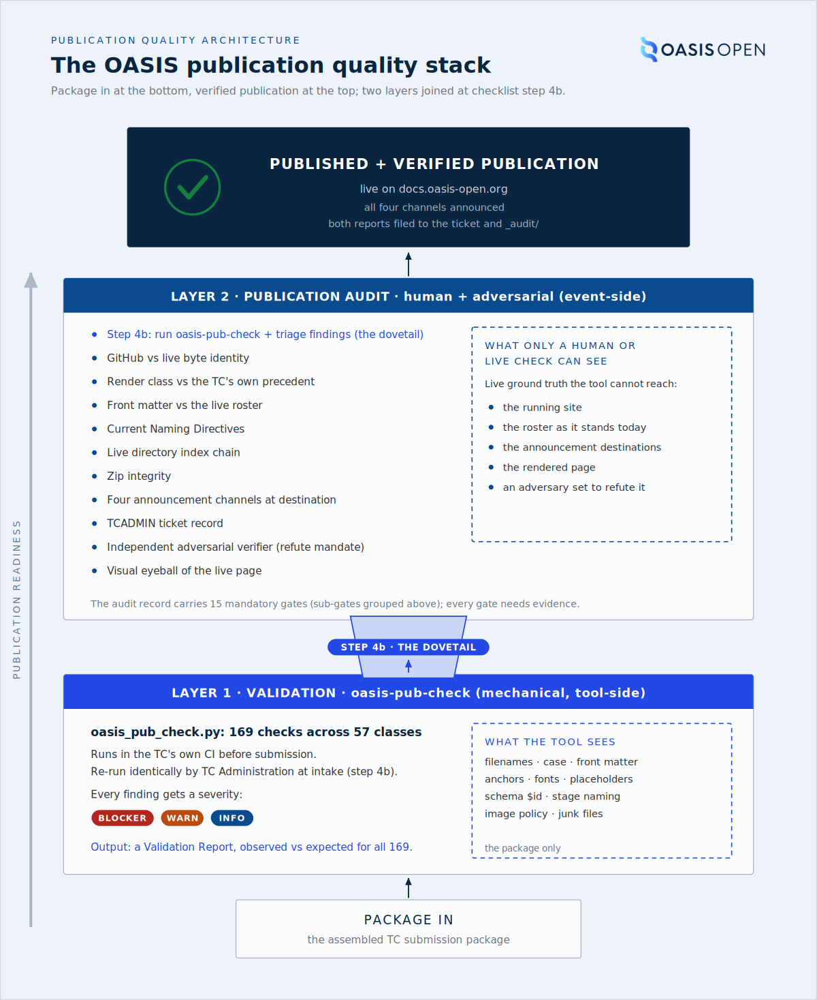 PUBLICATION QUALITY ARCHITECTURE
OASIS OPEN
The OASIS publication quality stack
Package in at the bottom, verified publication at the top; two layers joined at checklist step 4b.
PUBLISHED + VERIFIED PUBLICATION
live on docs.oasis-open.org
all four channels announced
both reports filed to the ticket and _audit/
PUBLICATION READINESS
LAYER 2 · PUBLICATION AUDIT · human + adversarial (event-side)
Step 4b: run oasis-pub-check + triage findings (the dovetail)
GitHub vs live byte identity
Render class vs the TC's own precedent
Front matter vs the live roster
Current Naming Directives
Live directory index chain
Zip integrity
Four announcement channels at destination
TCADMIN ticket record
Independent adversarial verifier (refute mandate)
Visual eyeball of the live page
WHAT ONLY A HUMAN OR
LIVE CHECK CAN SEE
Live ground truth the tool cannot reach:
the running site
the roster as it stands today
the announcement destinations
the rendered page
an adversary set to refute it
The audit record carries 15 mandatory gates (sub-gates grouped above); every gate needs evidence.
STEP 4b · THE DOVETAIL
LAYER 1 · VALIDATION · oasis-pub-check (mechanical, tool-side)
oasis_pub_check.py: 169 checks across 57 classes
Runs in the TC's own CI before submission.
Re-run identically by TC Administration at intake (step 4b).
Every finding gets a severity:
BLOCKER WARN INFO
Output: a Validation Report, observed vs expected for all 169.
WHAT THE TOOL SEES
filenames · case · front matter
anchors · fonts · placeholders
schema $id · stage naming
image policy · junk files
the package only
PACKAGE IN
the assembled TC submission package